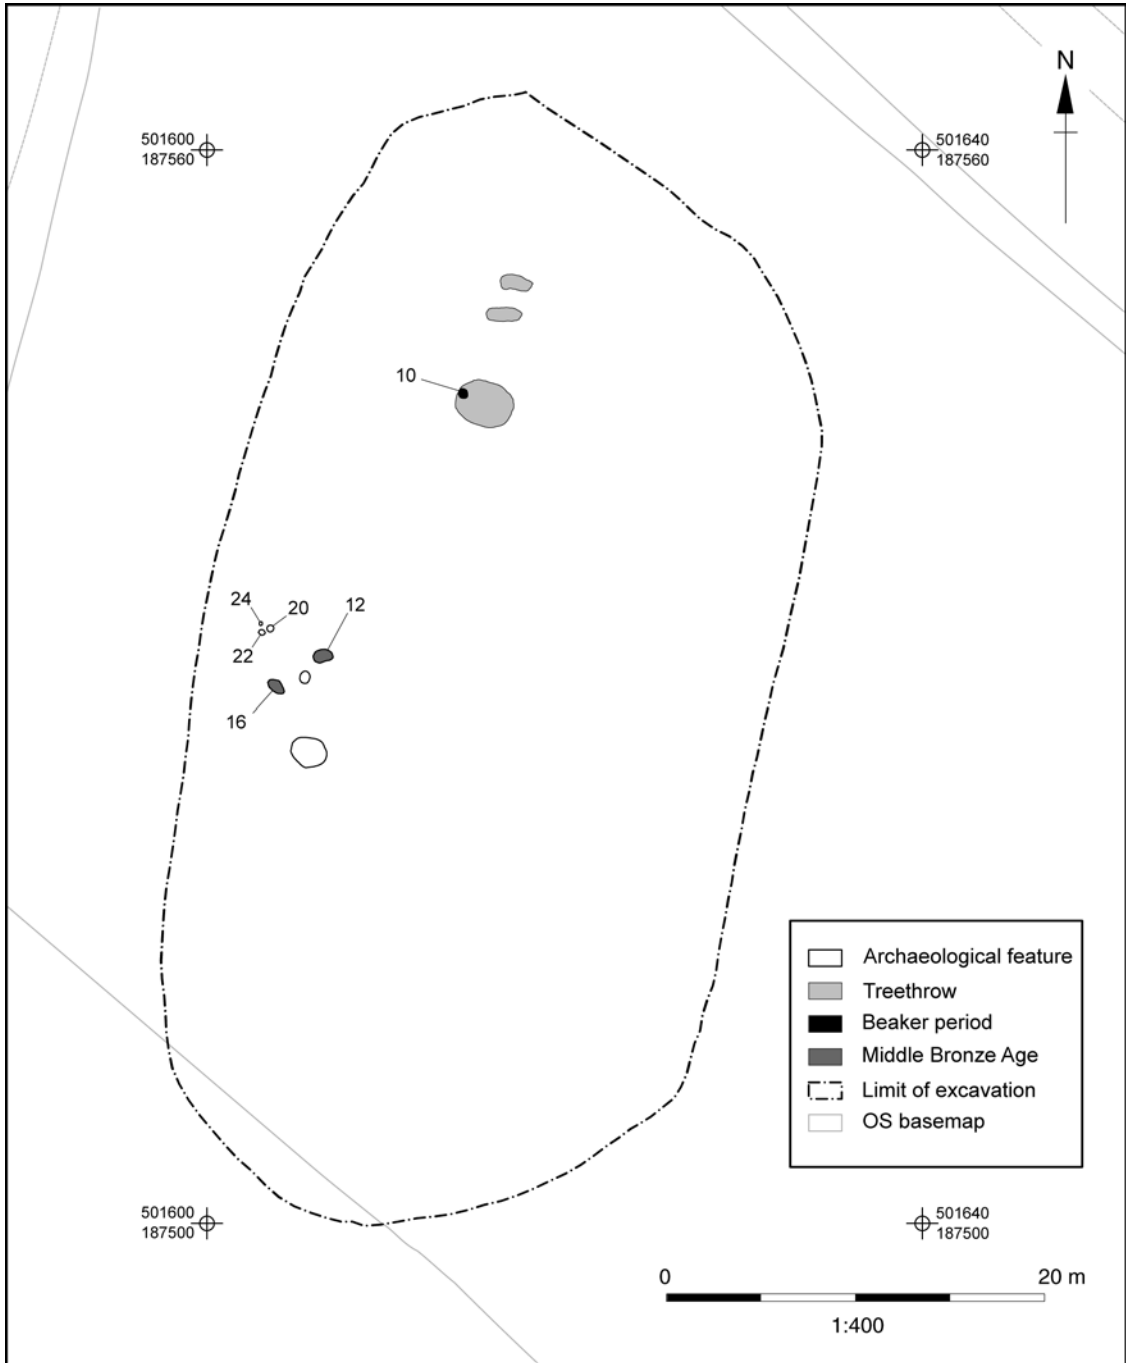 N
501600
187560
501640
187560
10
24
20
12
22
16
Archaeological feature
Treethrow
Beaker period
Middle Bronze Age
Limit of excavation
OS basemap
501600
187500
501640
187500
0
20 m
1:400